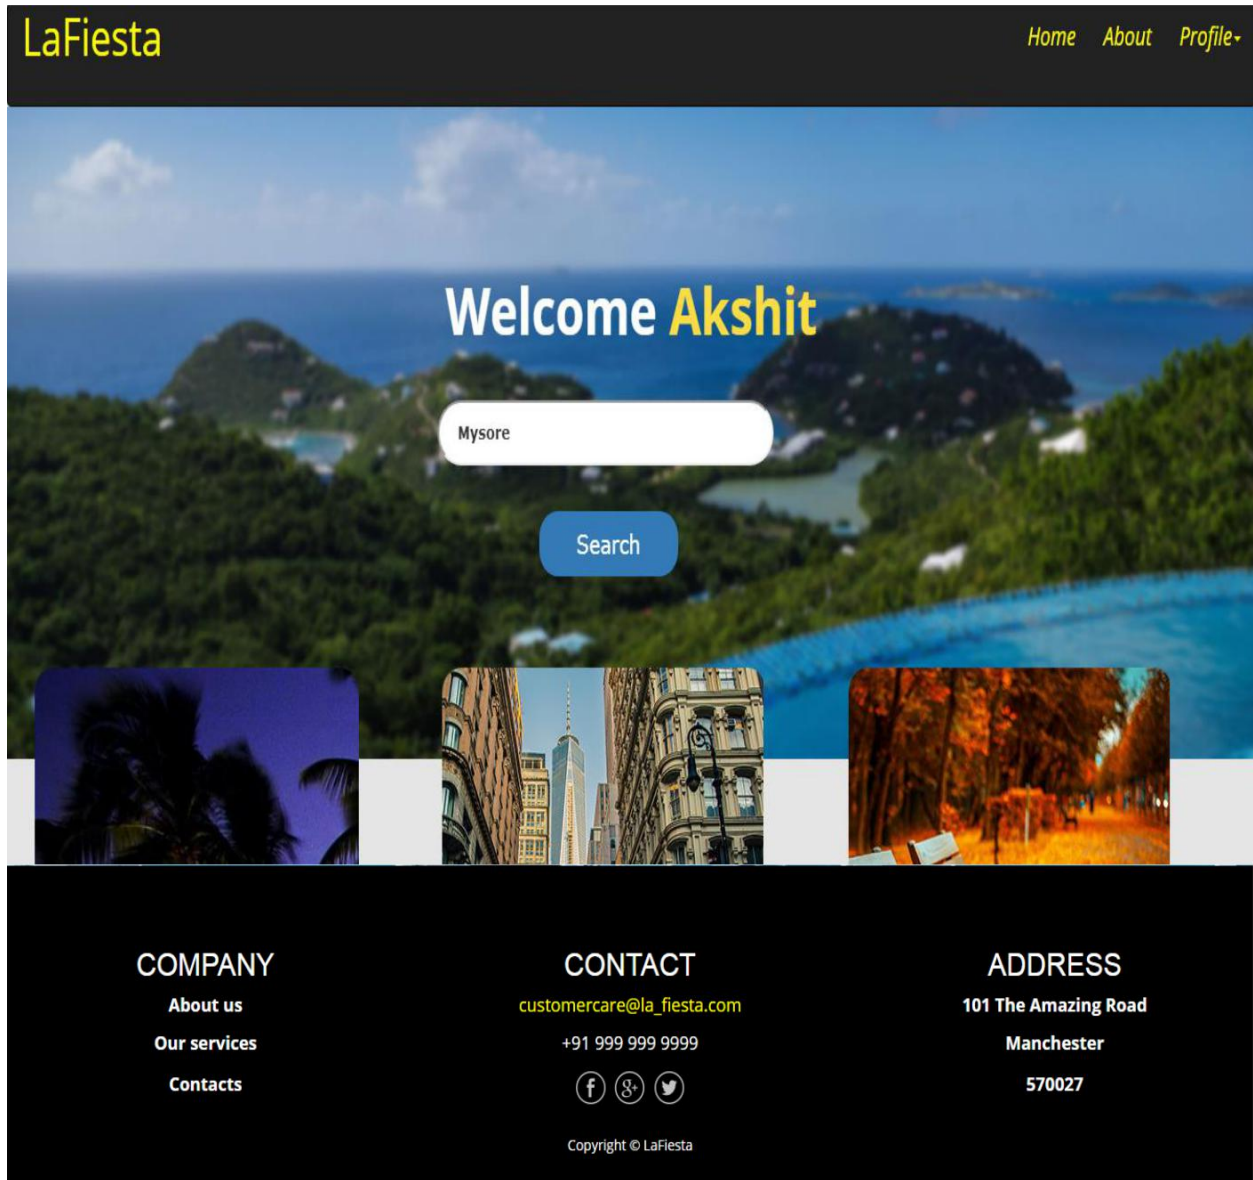 LaFiesta
Home About Profile
Welcome Akshit
Mysore
Search
COMPANY
About us
Our services
Contacts
CONTACT
customercare@la_fiesta.com
+91 999 999 9999
f g+
Copyright © LaFiesta
ADDRESS
101 The Amazing Road
Manchester
570027